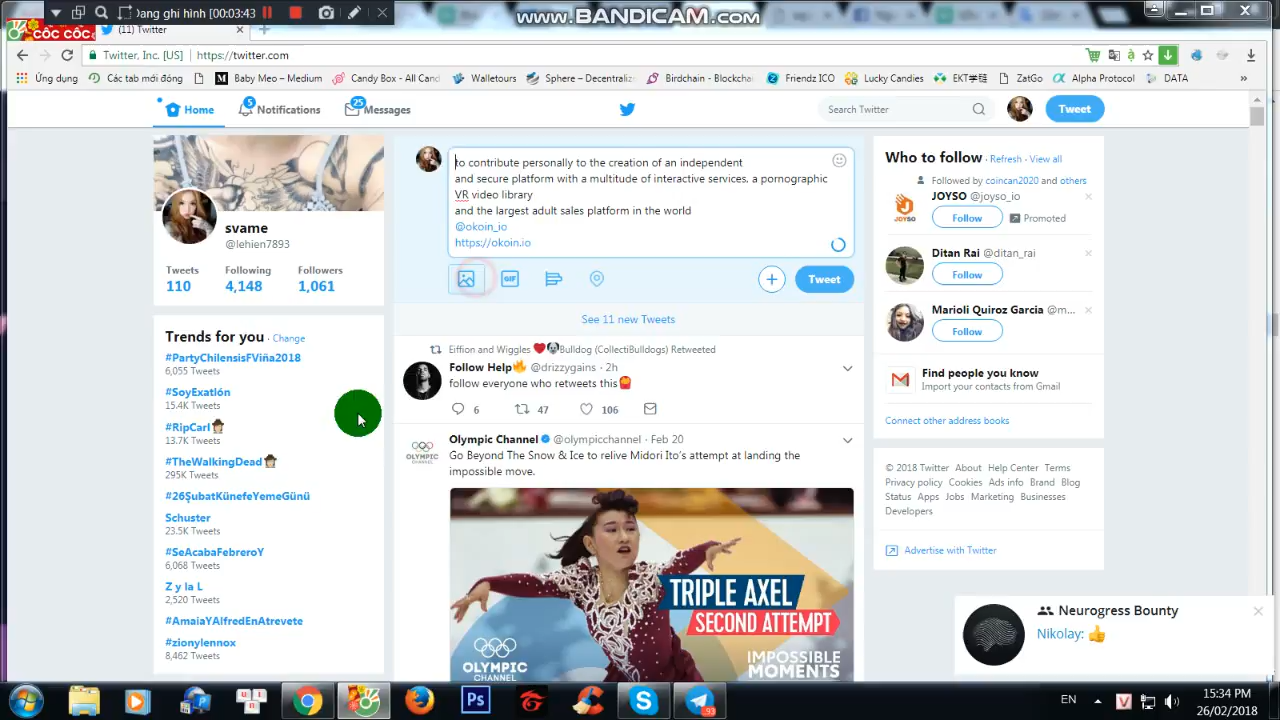 Đang ghi hình [00:03:43]
www.BANDICAM.com
CỐC CỐC
(11) Twitter
Twitter, Inc. [US]
https://twitter.com
Ứng dụng
Các tab mới đóng
Baby Meo – Medium
Candy Box - All Cand
Walletours
Sphere – Decentraliz
Birdchain - Blockchai
Friendz ICO
Lucky Candies
EKT
ZatGo
Alpha Protocol
DATA
»
Home
5
Notifications
25
Messages
Search Twitter
Tweet
svame
@lehien7893
Tweets Following Followers
110 4,148 1,061
Trends for you · Change
#PartyChilensisFViña2018
6,055 Tweets
#SoyExatlón
15.4K Tweets
#RipCarl
13.7K Tweets
#TheWalkingDead
295K Tweets
#26ŞubatKünefeYemeGünü
Schuster
23.5K Tweets
#SeAcabaFebreroY
6,068 Tweets
Z y la L
2,520 Tweets
#AmaiaYAlfredEnAtrevete
#zionylennox
8,462 Tweets
to contribute personally to the creation of an independent
and secure platform with a multitude of interactive services, a pornographic
VR video library
and the largest adult sales platform in the world
@okoin_io
https://okoin.io
GIF
Tweet
See 11 new Tweets
Eiffion and Wiggles ❤️🐶Bulldog (CollectiBulldogs) Retweeted
Follow Help🔥 @drizzygains · 2h
follow everyone who retweets this🍟
6 47 106
Olympic Channel @olympicchannel · Feb 20
Go Beyond The Snow & Ice to relive Midori Ito's attempt at landing the
impossible move.
TRIPLE AXEL
SECOND ATTEMPT
OLYMPIC
CHANNEL
IMPOSSIBLE
MOMENTS
Who to follow · Refresh · View all
Followed by coincan2020 and others
JOYSO @joyso_io
Follow
Promoted
JOYSO
Ditan Rai @ditan_rai
Follow
Marioli Quiroz Garcia @m...
Follow
Find people you know
Import your contacts from Gmail
Connect other address books
© 2018 Twitter About Help Center Terms
Privacy policy Cookies Ads info Brand Blog
Status Apps Jobs Marketing Businesses
Developers
Advertise with Twitter
Neurogress Bounty
Nikolay: 👍
Ps
93
EN
15:34 PM
26/02/2018